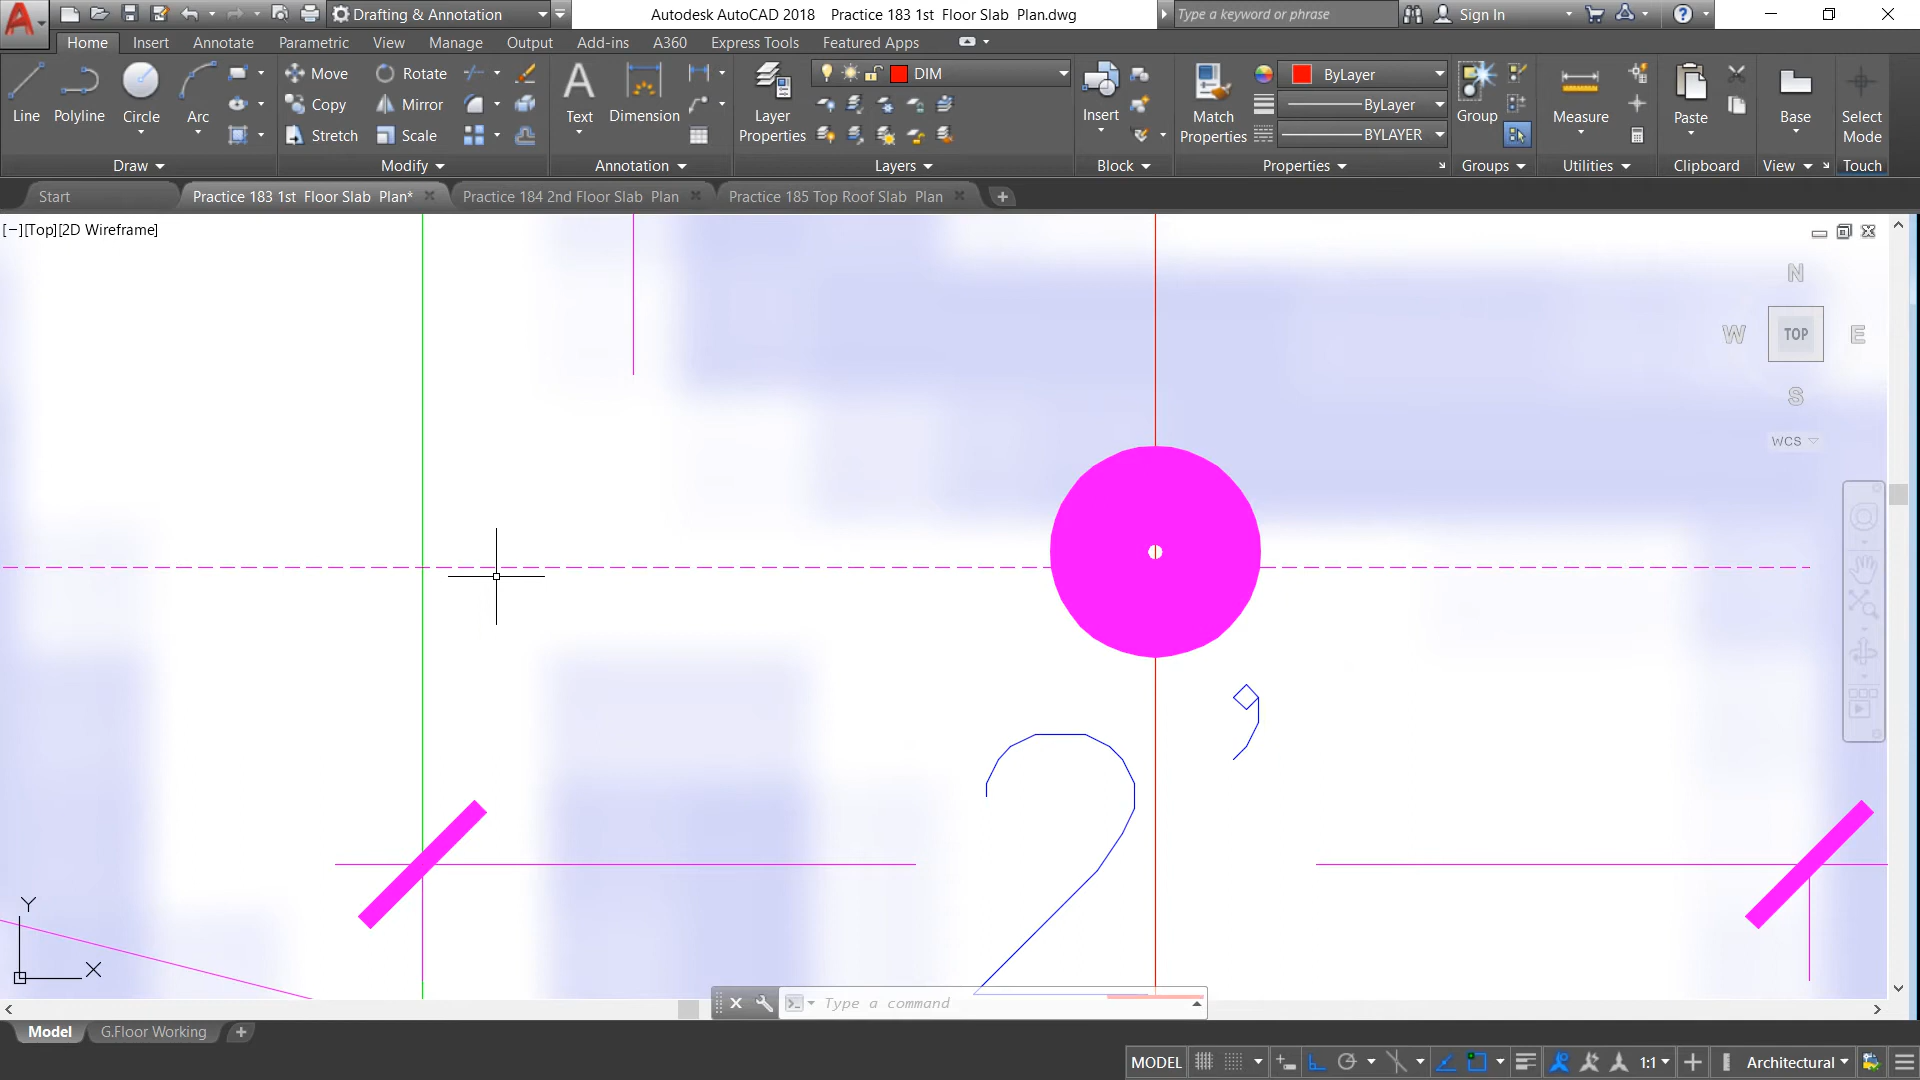 Drafting & Annotation
Autodesk AutoCAD 2018 Practice 183 1st Floor Slab Plan.dwg
Type a keyword or phrase
Sign In
Home Insert Annotate Parametric View Manage Output Add-ins A360 Express Tools Featured Apps
Line
Polyline
Circle
Arc
Move
Rotate
Copy
Mirror
Stretch
Scale
Text
Dimension
Layer
Properties
DIM
Insert
Match
Properties
ByLayer
ByLayer
BYLAYER
Group
Measure
Paste
Base
Select
Mode
Draw Modify Annotation Layers Block Properties Groups Utilities Clipboard View Touch
Start
Practice 183 1st Floor Slab Plan*
Practice 184 2nd Floor Slab Plan
Practice 185 Top Roof Slab Plan
[−][Top][2D Wireframe]
N
W
TOP
E
S
WCS
2'
Y
X
Type a command
Model
G.Floor Working
MODEL
1:1
Architectural